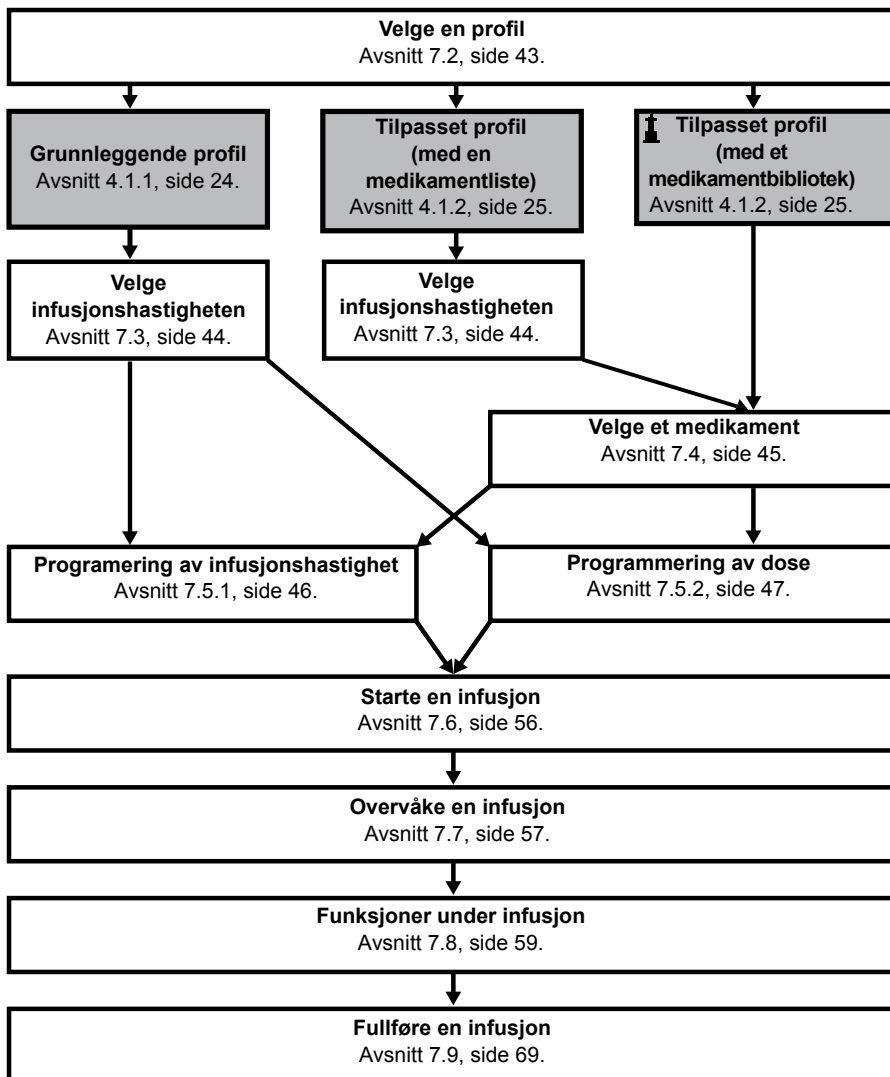 Velge en profil
Avsnitt 7.2, side 43.
Grunnleggende profil
Avsnitt 4.1.1, side 24.
Tilpasset profil
(med en
medikamentliste)
Avsnitt 4.1.2, side 25.
Tilpasset profil
(med et
medikamentbibliotek)
Avsnitt 4.1.2, side 25.
Velge
infusjonshastigheten
Avsnitt 7.3, side 44.
Velge
infusjonshastigheten
Avsnitt 7.3, side 44.
Velge et medikament
Avsnitt 7.4, side 45.
Programering av infusjonshastighet
Avsnitt 7.5.1, side 46.
Programmering av dose
Avsnitt 7.5.2, side 47.
Starte en infusjon
Avsnitt 7.6, side 56.
Overvåke en infusjon
Avsnitt 7.7, side 57.
Funksjoner under infusjon
Avsnitt 7.8, side 59.
Fullføre en infusjon
Avsnitt 7.9, side 69.